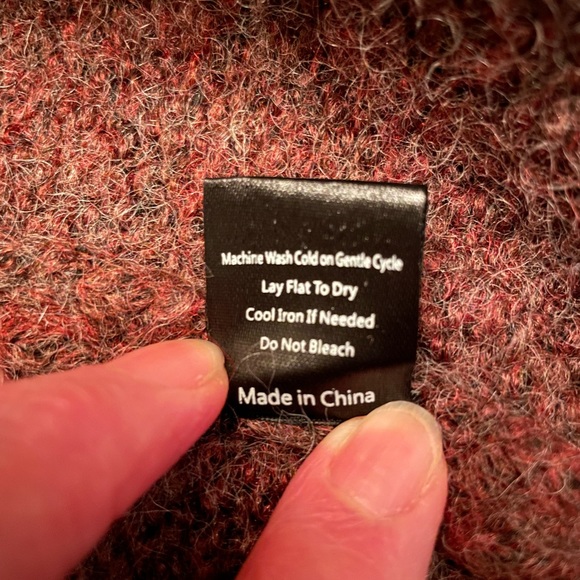 Machine Wash Cold on Gentle Cycle
Lay Flat To Dry
Cool Iron If Needed
Do Not Bleach
Made in China